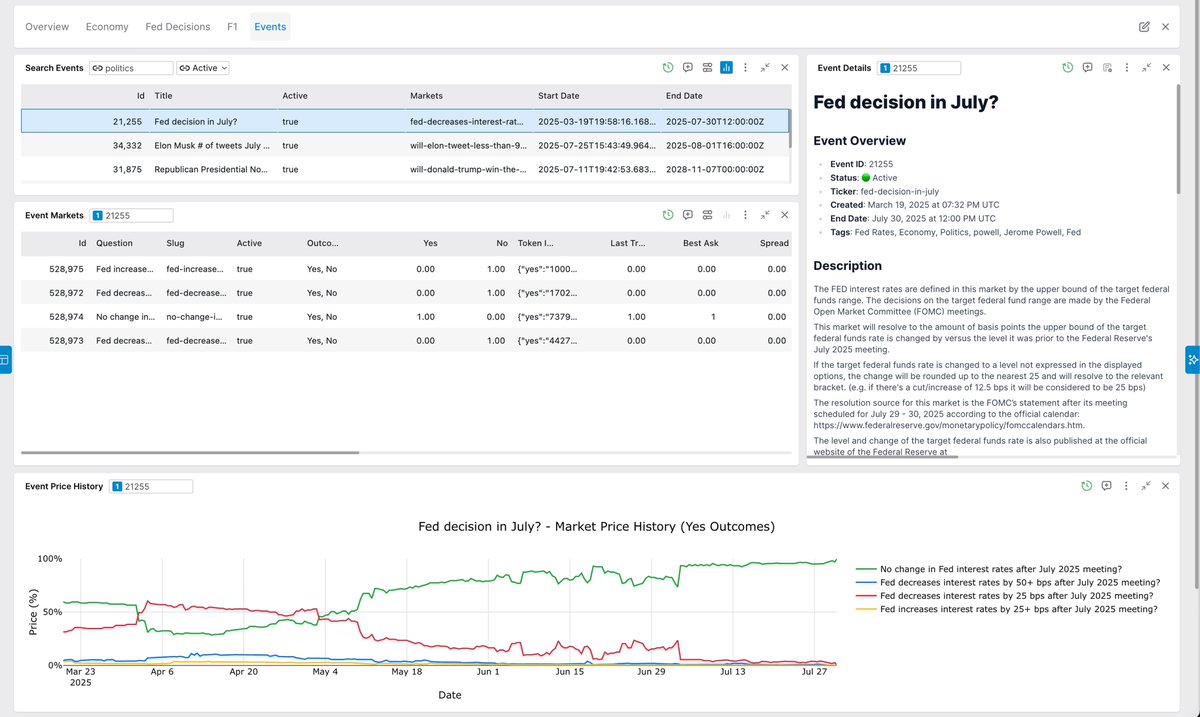 Overview Economy Fed Decisions F1 Events
Search Events politics Active
Id Title Active Markets Start Date End Date
21,255 Fed decision in July? true fed-decreases-interest-rat... 2025-03-19T19:58:16.168... 2025-07-30T12:00:00Z
34,332 Elon Musk # of tweets July ... true will-elon-tweet-less-than-9... 2025-07-25T15:43:49.964... 2025-08-01T16:00:00Z
31,875 Republican Presidential No... true will-donald-trump-win-the-... 2025-07-11T19:42:53.683... 2028-11-07T00:00:00Z
Event Markets 1 21255
Id Question Slug Active Outco... Yes No Token I... Last Tr... Best Ask Spread
528,975 Fed increase... fed-increase... true Yes, No 0.00 1.00 {"yes":"1000... 0.00 0.00 0.00
528,972 Fed decreas... fed-decrease... true Yes, No 0.00 1.00 {"yes":"1702... 0.00 0.00 0.00
528,974 No change in... no-change-i... true Yes, No 1.00 0.00 {"yes":"7379... 1.00 1 0.00
528,973 Fed decreas... fed-decrease... true Yes, No 0.00 1.00 {"yes":"4427... 0.00 0.00 0.00
Event Details 1 21255
Fed decision in July?
Event Overview
Event ID: 21255
Status: Active
Ticker: fed-decision-in-july
Created: March 19, 2025 at 07:32 PM UTC
End Date: July 30, 2025 at 12:00 PM UTC
Tags: Fed Rates, Economy, Politics, powell, Jerome Powell, Fed
Description
The FED interest rates are defined in this market by the upper bound of the target federal
funds range. The decisions on the target federal fund range are made by the Federal
Open Market Committee (FOMC) meetings.
This market will resolve to the amount of basis points the upper bound of the target
federal funds rate is changed by versus the level it was prior to the Federal Reserve's
July 2025 meeting.
If the target federal funds rate is changed to a level not expressed in the displayed
options, the change will be rounded up to the nearest 25 and will resolve to the relevant
bracket. (e.g. if there's a cut/increase of 12.5 bps it will be considered to be 25 bps)
The resolution source for this market is the FOMC's statement after its meeting
scheduled for July 29 - 30, 2025 according to the official calendar:
https://www.federalreserve.gov/monetarypolicy/fomccalendars.htm.
The level and change of the target federal funds rate is also published at the official
website of the Federal Reserve at
Event Price History 1 21255
Fed decision in July? - Market Price History (Yes Outcomes)
Price (%)
100%
50%
0%
Mar 23 Apr 6 Apr 20 May 4 May 18 Jun 1 Jun 15 Jun 29 Jul 13 Jul 27
2025
Date
No change in Fed interest rates after July 2025 meeting?
Fed decreases interest rates by 50+ bps after July 2025 meeting?
Fed decreases interest rates by 25 bps after July 2025 meeting?
Fed increases interest rates by 25+ bps after July 2025 meeting?